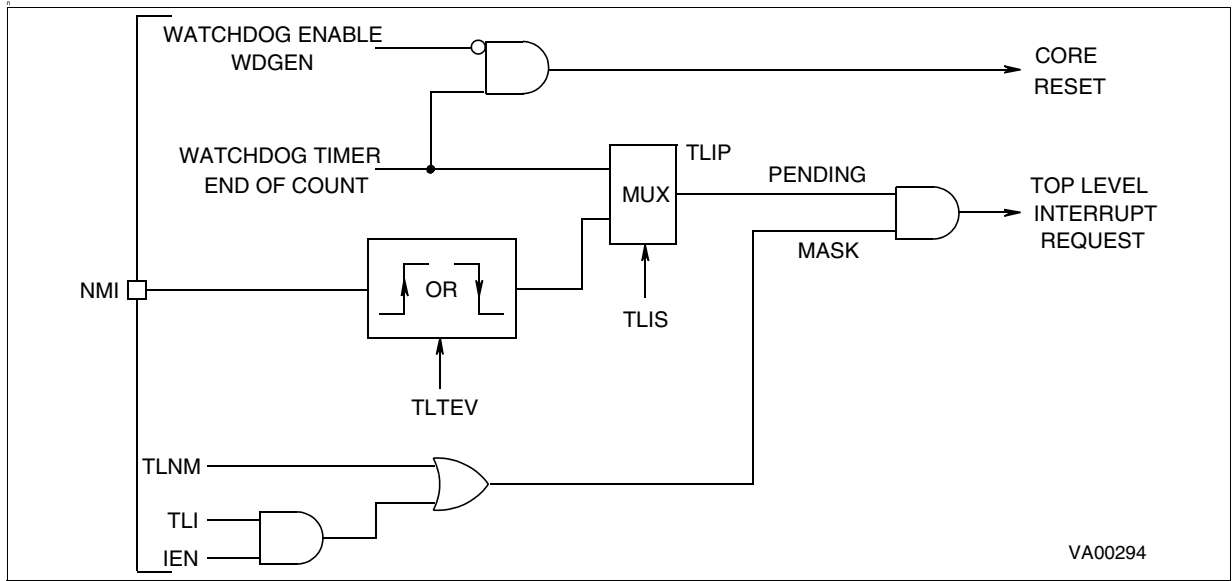 WATCHDOG ENABLE
WDGEN
CORE
RESET
WATCHDOG TIMER
END OF COUNT
TLIP
MUX
PENDING
TOP LEVEL
INTERRUPT
REQUEST
MASK
NMI
OR
TLIS
TLTEV
TLNM
TLI
IEN
VA00294